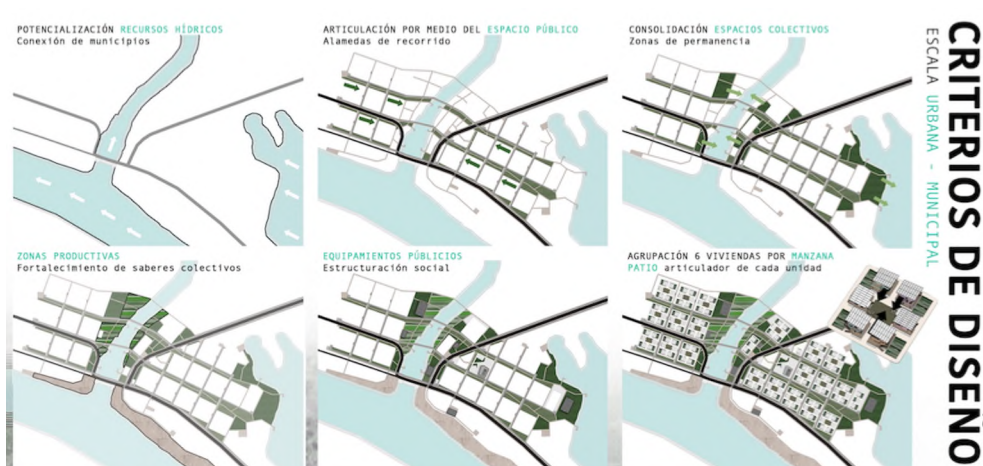 POTENCIALIZACIÓN RECURSOS HÍDRICOS
Conexión de municipios
ARTICULACIÓN POR MEDIO DEL ESPACIO PÚBLICO
Alamedas de recorrido
CONSOLIDACIÓN ESPACIOS COLECTIVOS
Zonas de permanencia
ZONAS PRODUCTIVAS
Fortalecimiento de saberes colectivos
EQUIPAMIENTOS PÚBLICIOS
Estructuración social
AGRUPACIÓN 6 VIVIENDAS POR MANZANA
PATIO articulador de cada unidad
CRITERIOS DE DISEÑO
ESCALA URBANA - MUNICIPAL